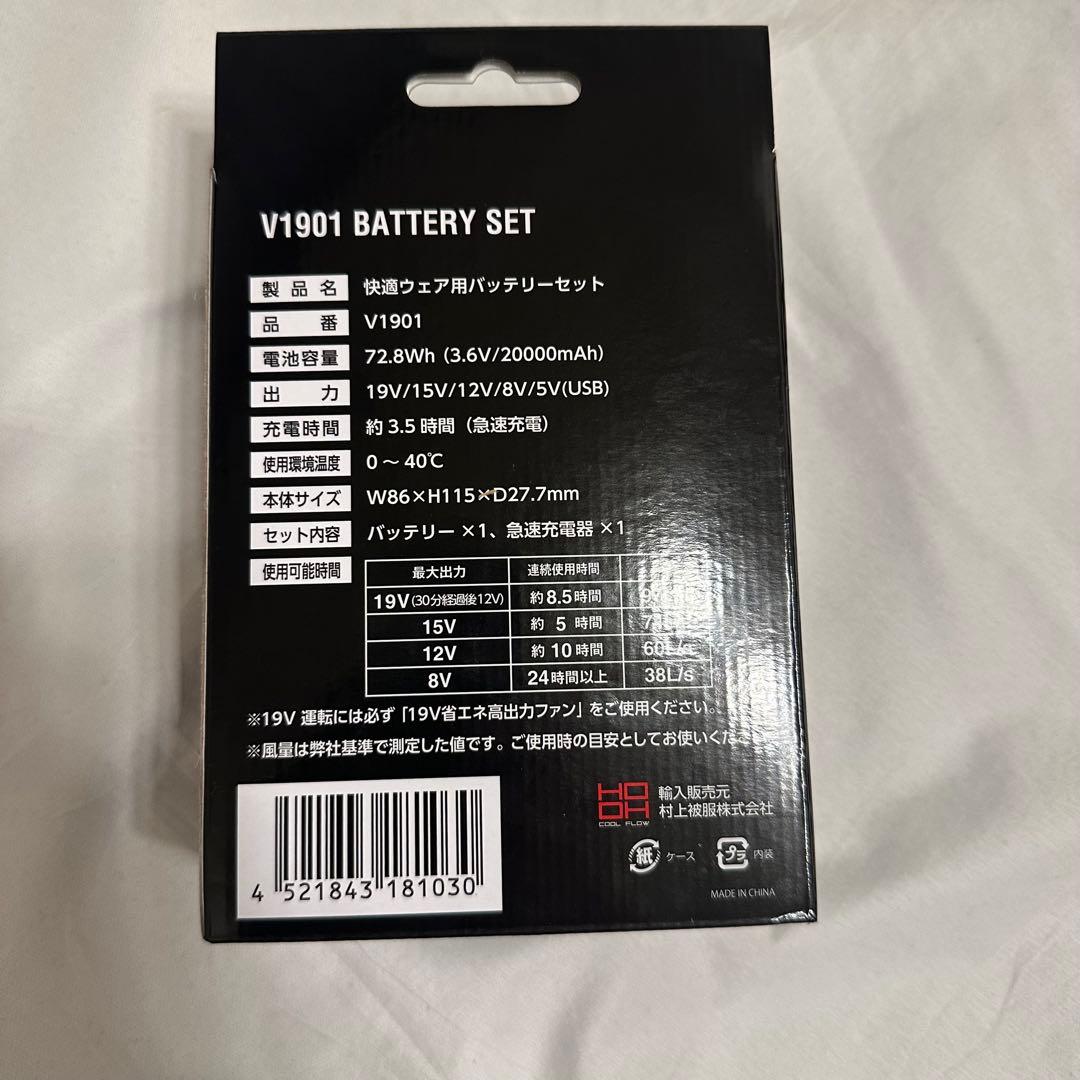 V1901 BATTERY SET
製品名 快適ウェア用バッテリーセット
品番 V1901
電池容量 72.8Wh (3.6V/20000mAh)
出力 19V/15V/12V/8V/5V(USB)
充電時間 約3.5時間（急速充電）
使用環境温度 0～40℃
本体サイズ W86×H115×D27.7mm
セット内容 バッテリー×1、急速充電器×1
使用可能時間 最大出力 連続使用時間
19V(30分経過後12V) 約8.5時間
15V 約5時間
12V 約10時間 60L/s
8V 24時間以上 38L/s
※19V 運転には必ず「19V省エネ高出力ファン」をご使用ください。
※風量は弊社基準で測定した値です。ご使用時の目安としてお使いください
HOOH
COOL FLOW
輸入販売元
村上被服株式会社
紙 ケース プラ 内装
MADE IN CHINA
4 521843 181030